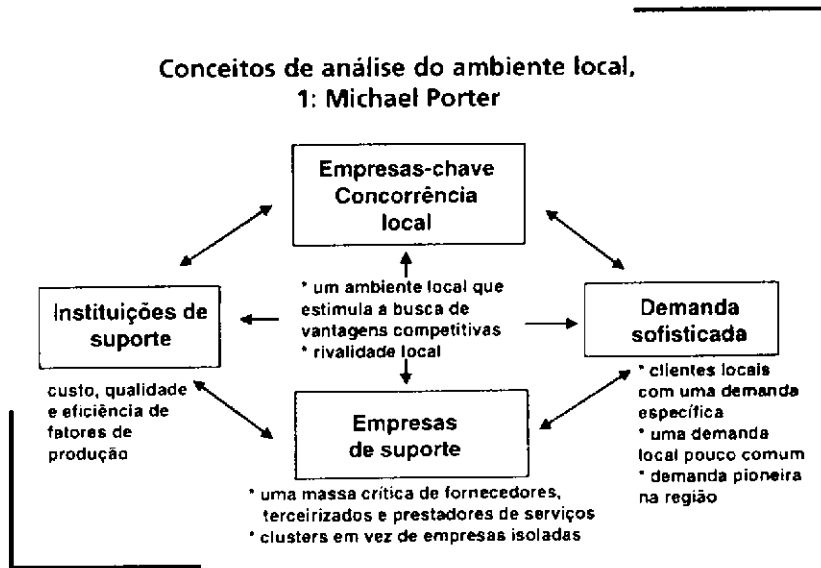 Conceitos de análise do ambiente local,
1: Michael Porter
Empresas-chave
Concorrência
local
* um ambiente local que
estimula a busca de
vantagens competitivas
* rivalidade local
Instituições de
suporte
custo, qualidade
e eficiência de
fatores de
produção
Demanda
sofisticada
* clientes locais
com uma demanda
específica
* uma demanda
local pouco comum
* demanda pioneira
na região
Empresas
de suporte
* uma massa crítica de fornecedores,
terceirizados e prestadores de serviços
* clusters em vez de empresas isoladas